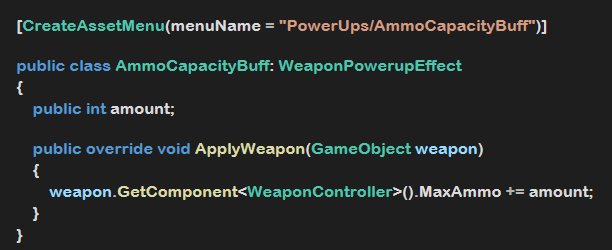 [CreateAssetMenu(menuName = "PowerUps/AmmoCapacityBuff")]
public class AmmoCapacityBuff: WeaponPowerupEffect
{
public int amount;
public override void ApplyWeapon(GameObject weapon)
{
weapon.GetComponent<WeaponController>().MaxAmmo += amount;
}
}